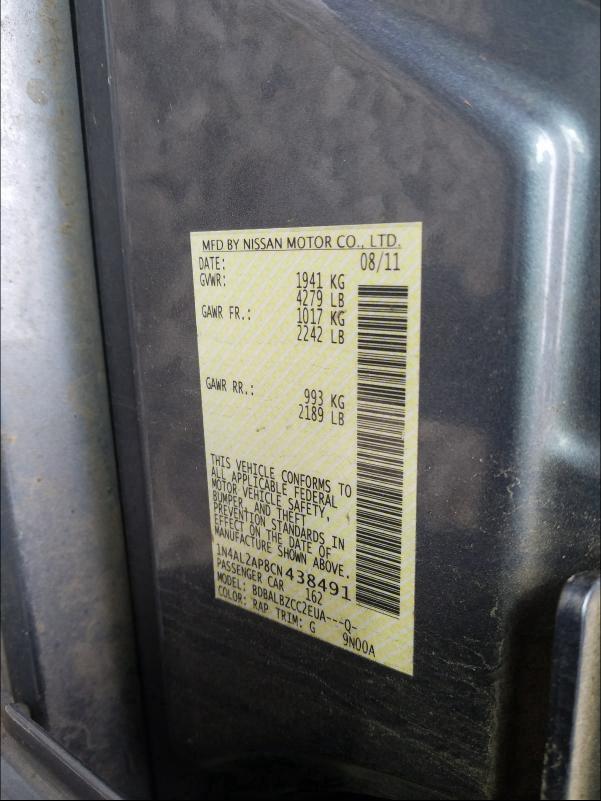 MFD BY NISSAN MOTOR CO., LTD.
DATE: 08/11
GVWR: 1941 KG
4279 LB
GAWR FR.: 1017 KG
2242 LB
GAWR RR.: 993 KG
2189 LB
THIS VEHICLE CONFORMS TO
ALL APPLICABLE FEDERAL
MOTOR VEHICLE SAFETY,
BUMPER, AND THEFT
PREVENTION STANDARDS IN
EFFECT ON THE DATE OF
MANUFACTURE SHOWN ABOVE.
1N4AL2AP8CN438491
PASSENGER CAR 162
MODEL: BDBALBZCC2EUA---Q-
COLOR: RAP TRIM: G 9N00A